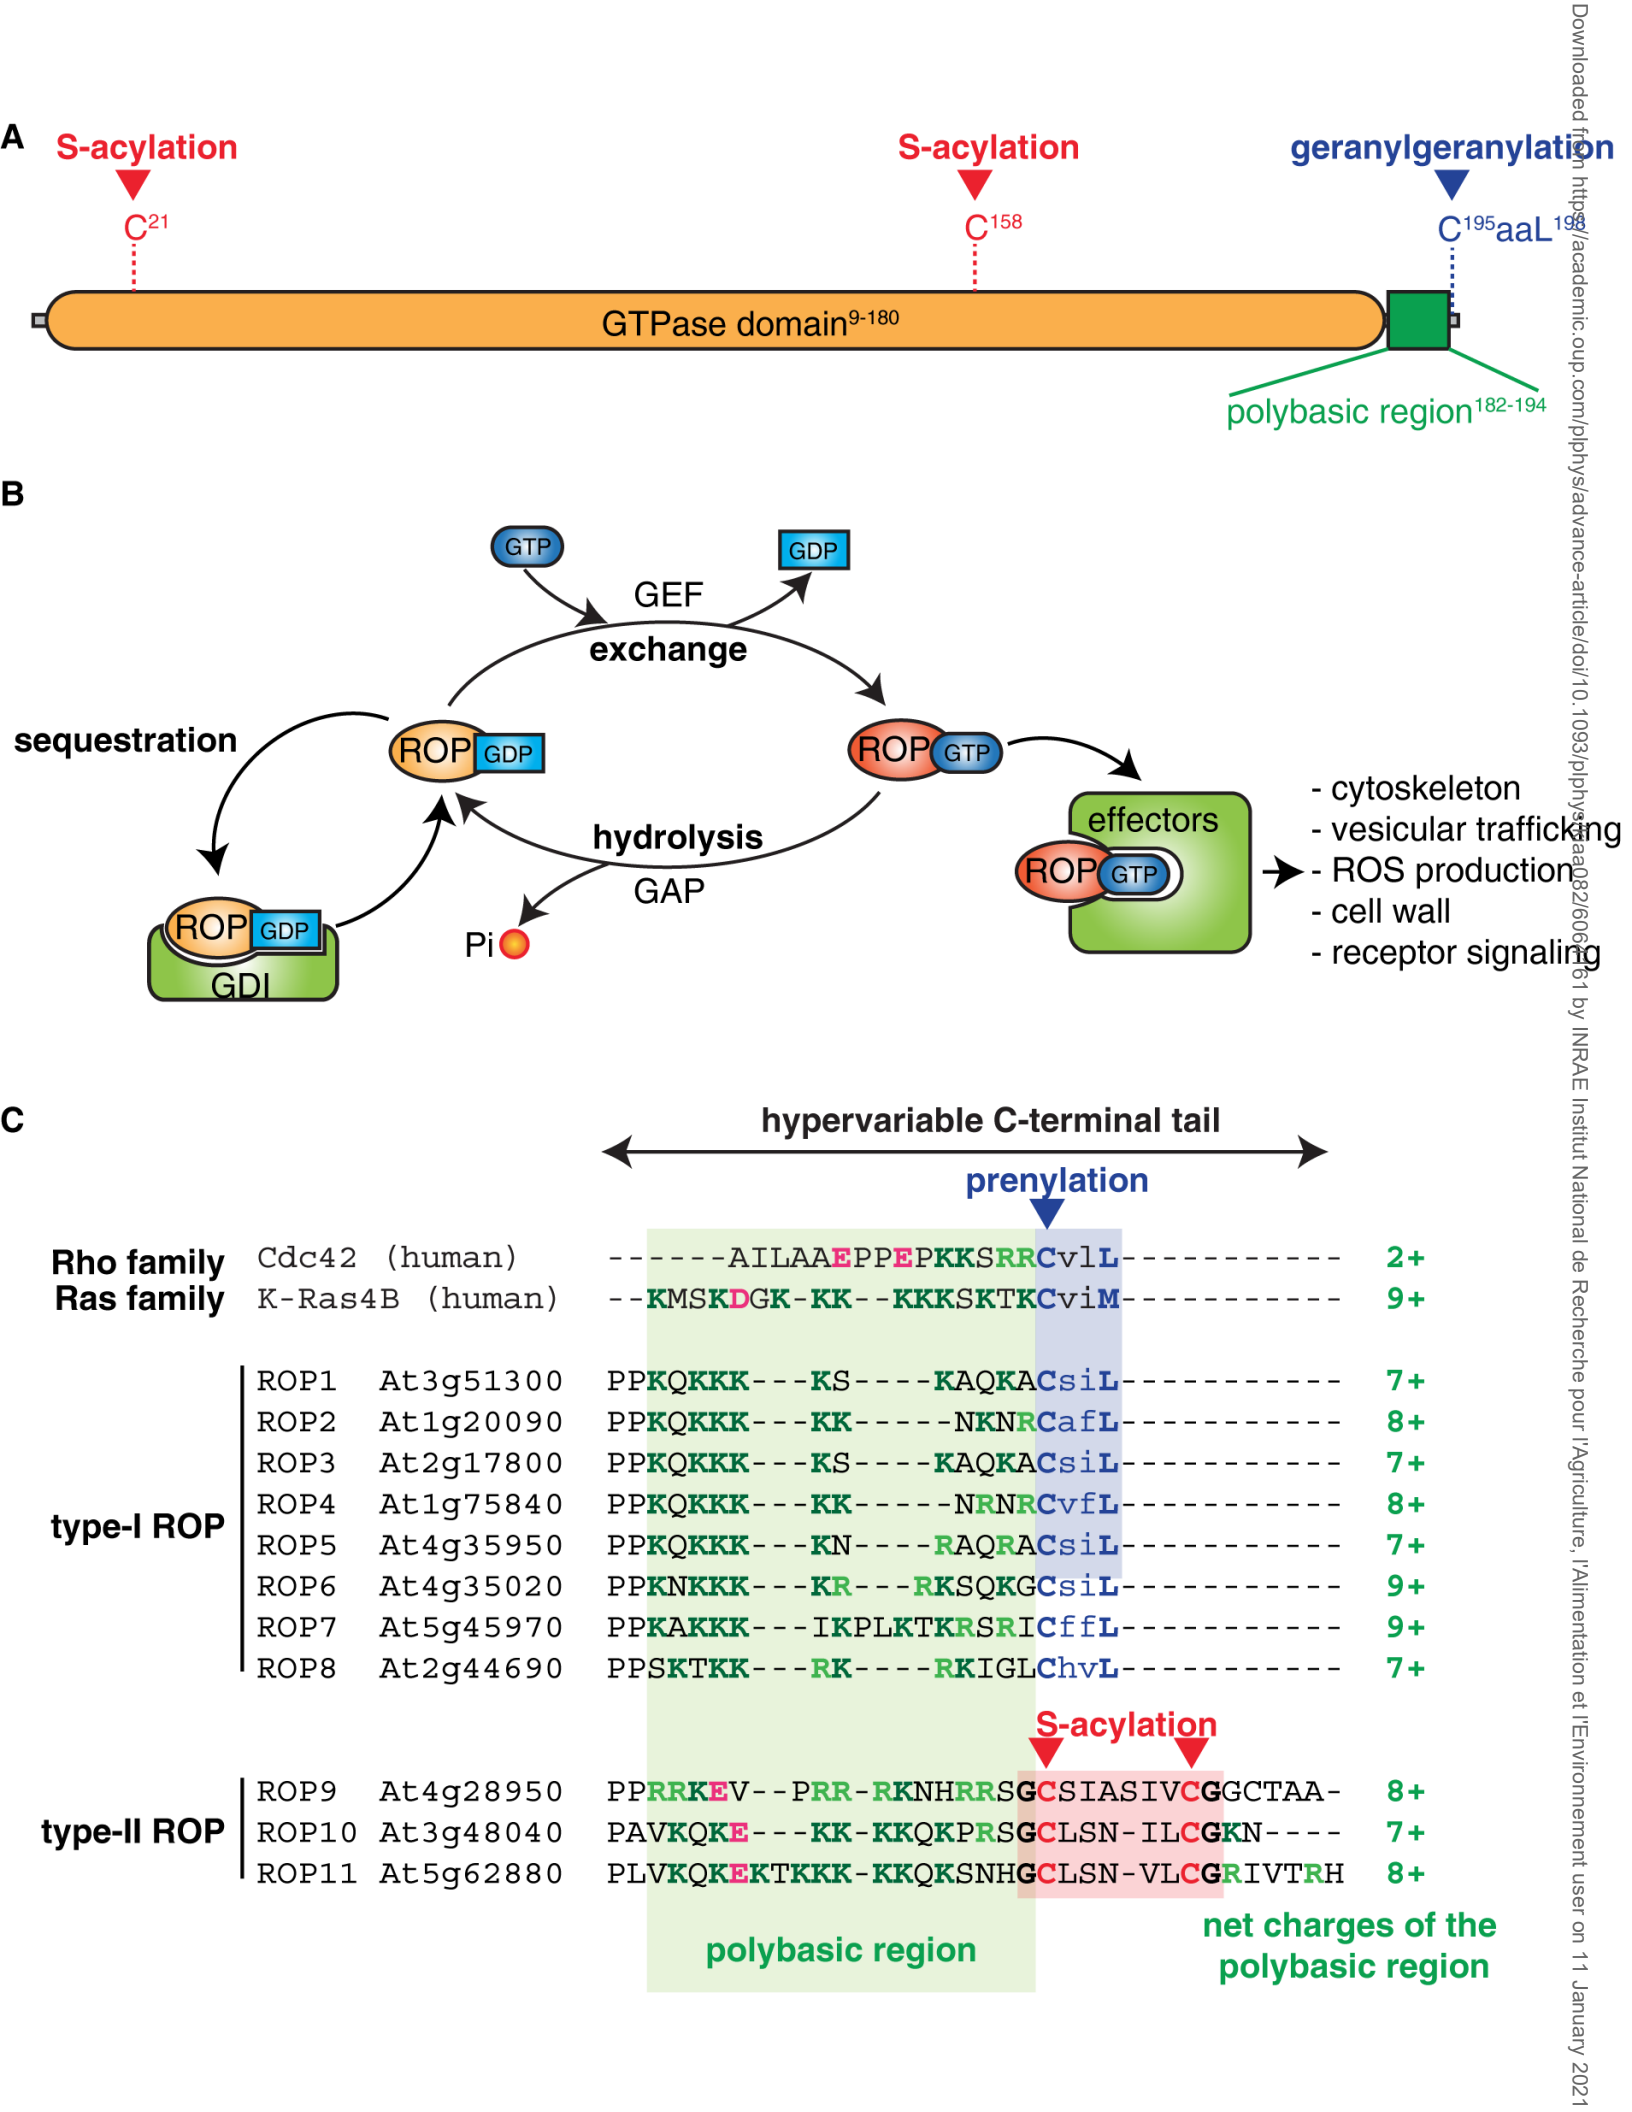 A
S-acylation
S-acylation
geranylgeranylation
C21
C158
C195aaL198
GTPase domain9-180
polybasic region182-194
B
GTP
GDP
GEF
exchange
sequestration
ROP GDP
ROP GTP
hydrolysis
GAP
Pi
ROP GDP
GDI
effectors
ROP GTP
- cytoskeleton
- vesicular trafficking
- ROS production
- cell wall
- receptor signaling
C
hypervariable C-terminal tail
prenylation
Rho family Cdc42 (human) ------AILAAEPPEPKKSRRCvlL----------- 2+
Ras family K-Ras4B (human) --KMSKDGK-KK--KKKSKTKCviM----------- 9+
type-I ROP
ROP1 At3g51300 PPKQKKK---KS----KAQKACsiL----------- 7+
ROP2 At1g20090 PPKQKKK---KK-----NKNRCafL----------- 8+
ROP3 At2g17800 PPKQKKK---KS----KAQKACsiL----------- 7+
ROP4 At1g75840 PPKQKKK---KK-----NRNRCvfL----------- 8+
ROP5 At4g35950 PPKQKKK---KN----RAQRACsiL----------- 7+
ROP6 At4g35020 PPKNKKK---KR---RKSQKGCsiL----------- 9+
ROP7 At5g45970 PPKAKKK---IKPLKTKRSRICffL----------- 9+
ROP8 At2g44690 PPSKTKK---RK----RKIGLChvL----------- 7+
S-acylation
type-II ROP
ROP9 At4g28950 PPRRKEV--PRR-RKNHRRSGCSIASIVCGGCTAA- 8+
ROP10 At3g48040 PAVKQKE---KK-KKQKPRSGCLSN-ILCGKN---- 7+
ROP11 At5g62880 PLVKQKEKTKKK-KKQKSNHGCLSN-VLCGRIVTRH 8+
polybasic region
net charges of the
polybasic region
Downloaded from https://academic.oup.com/plphys/advance-article/doi/10.1093/plphys/kiaa082/6064161 by INRAE Institut National de Recherche pour l'Agriculture, l'Alimentation et l'Environnement user on 11 January 2021